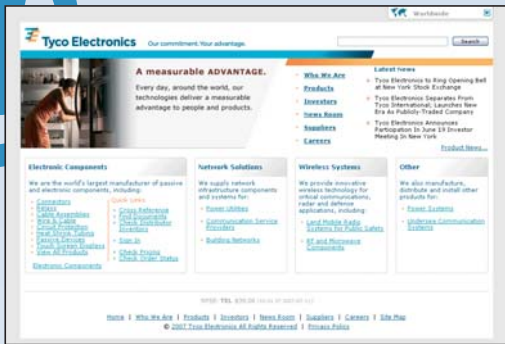 Worldwide
Tyco Electronics
Our commitment. Your advantage.
Search
A measurable ADVANTAGE.
Every day, around the world, our
technologies deliver a measurable
advantage to people and products.
Who We Are
Products
Investors
News Room
Suppliers
Careers
Latest News
Tyco Electronics to Ring Opening Bell
at New York Stock Exchange
Tyco Electronics Separates From
Tyco International, Launches New
Era As Publicly-Traded Company
Tyco Electronics Announces
Participation In June 19 Investor
Meeting In New York
Product News...
Electronic Components
We are the world's largest manufacturer of passive
and electronic components, including:
Connectors
Relays
Cable Assemblies
Wire & Cable
Circuit Protection
Heat Shrink Tubing
Passive Devices
Touch Screen Displays
View All Products
Electronic Components
Quick Links
Cross Reference
Find Documents
Check Distributor
Inventory
Sign In
Check Pricing
Check Order Status
Network Solutions
We supply network
infrastructure components
and systems for:
Power Utilities
Communication Service
Providers
Building Networks
Wireless Systems
We provide innovative
wireless technology for
critical communications,
radar and defense
applications, including:
Land Mobile Radio
Systems for Public Safety
RF and Microwave
Components
Other
We also manufacture,
distribute and install other
products for:
Power Systems
Undersea Communication
Systems
NYSE: TEL
Home | Who We Are | Products | Investors | News Room | Suppliers | Careers | Site Map
© 2007 Tyco Electronics All Rights Reserved | Privacy Policy